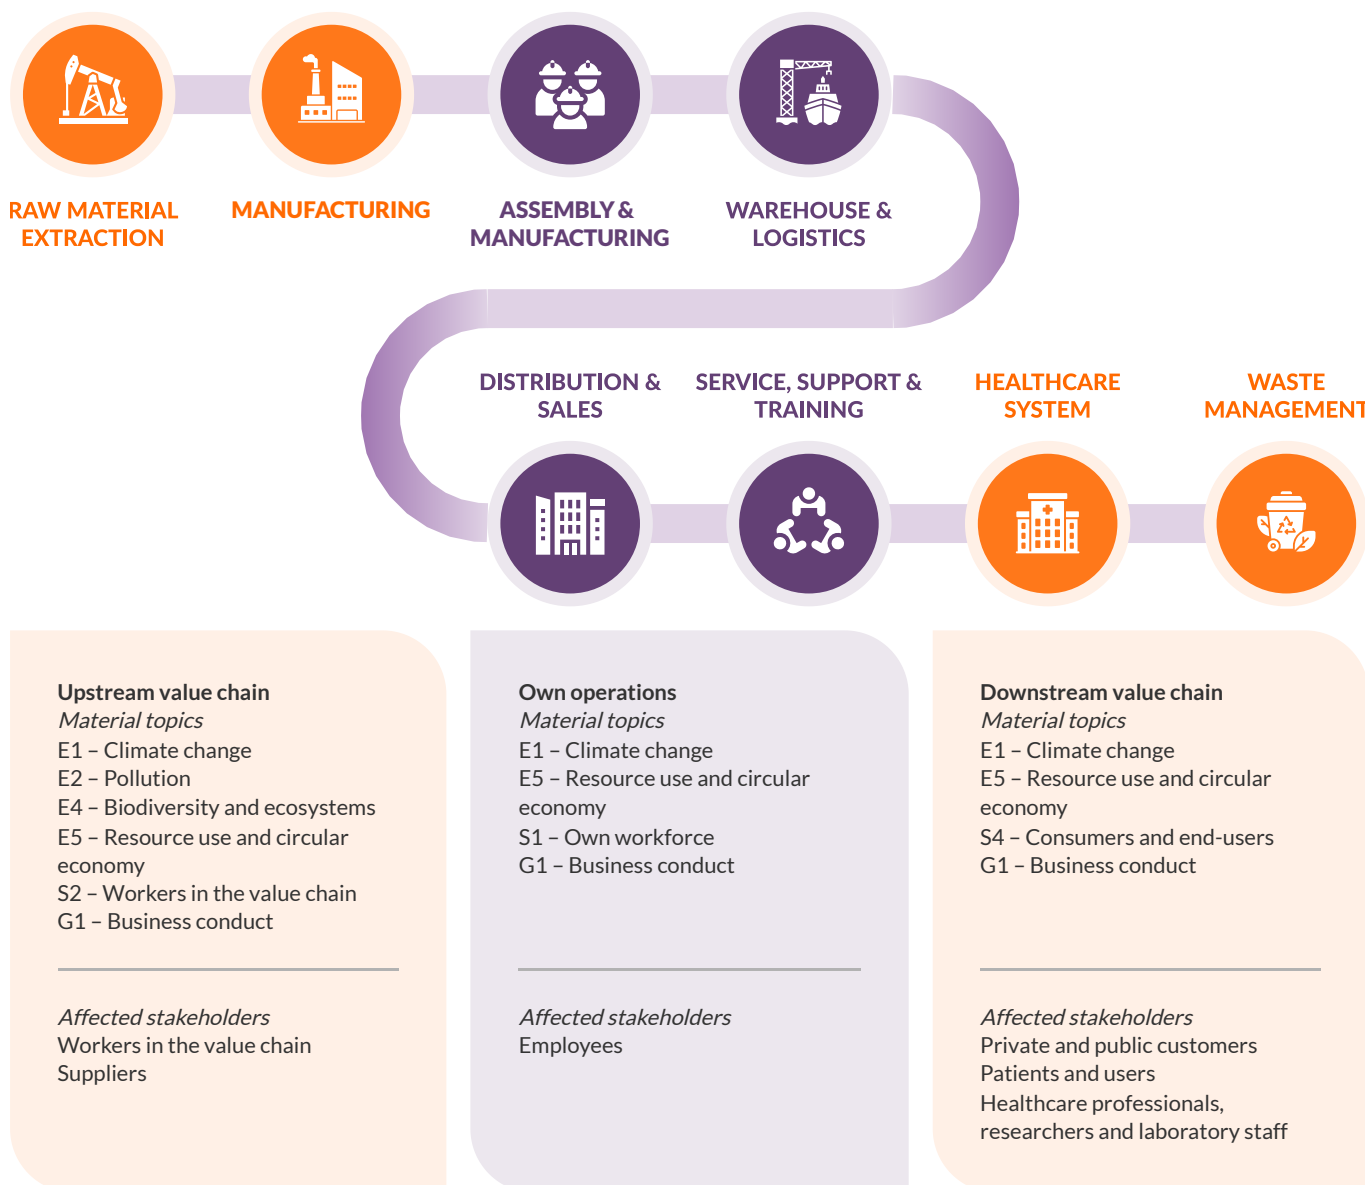 RAW MATERIAL
EXTRACTION
MANUFACTURING
ASSEMBLY &
MANUFACTURING
WAREHOUSE &
LOGISTICS
DISTRIBUTION &
SALES
SERVICE, SUPPORT &
TRAINING
HEALTHCARE
SYSTEM
WASTE
MANAGEMENT
Upstream value chain
Material topics
E1 – Climate change
E2 – Pollution
E4 – Biodiversity and ecosystems
E5 – Resource use and circular
economy
S2 – Workers in the value chain
G1 – Business conduct
Affected stakeholders
Workers in the value chain
Suppliers
Own operations
Material topics
E1 – Climate change
E5 – Resource use and circular
economy
S1 – Own workforce
G1 – Business conduct
Affected stakeholders
Employees
Downstream value chain
Material topics
E1 – Climate change
E5 – Resource use and circular
economy
S4 – Consumers and end-users
G1 – Business conduct
Affected stakeholders
Private and public customers
Patients and users
Healthcare professionals,
researchers and laboratory staff